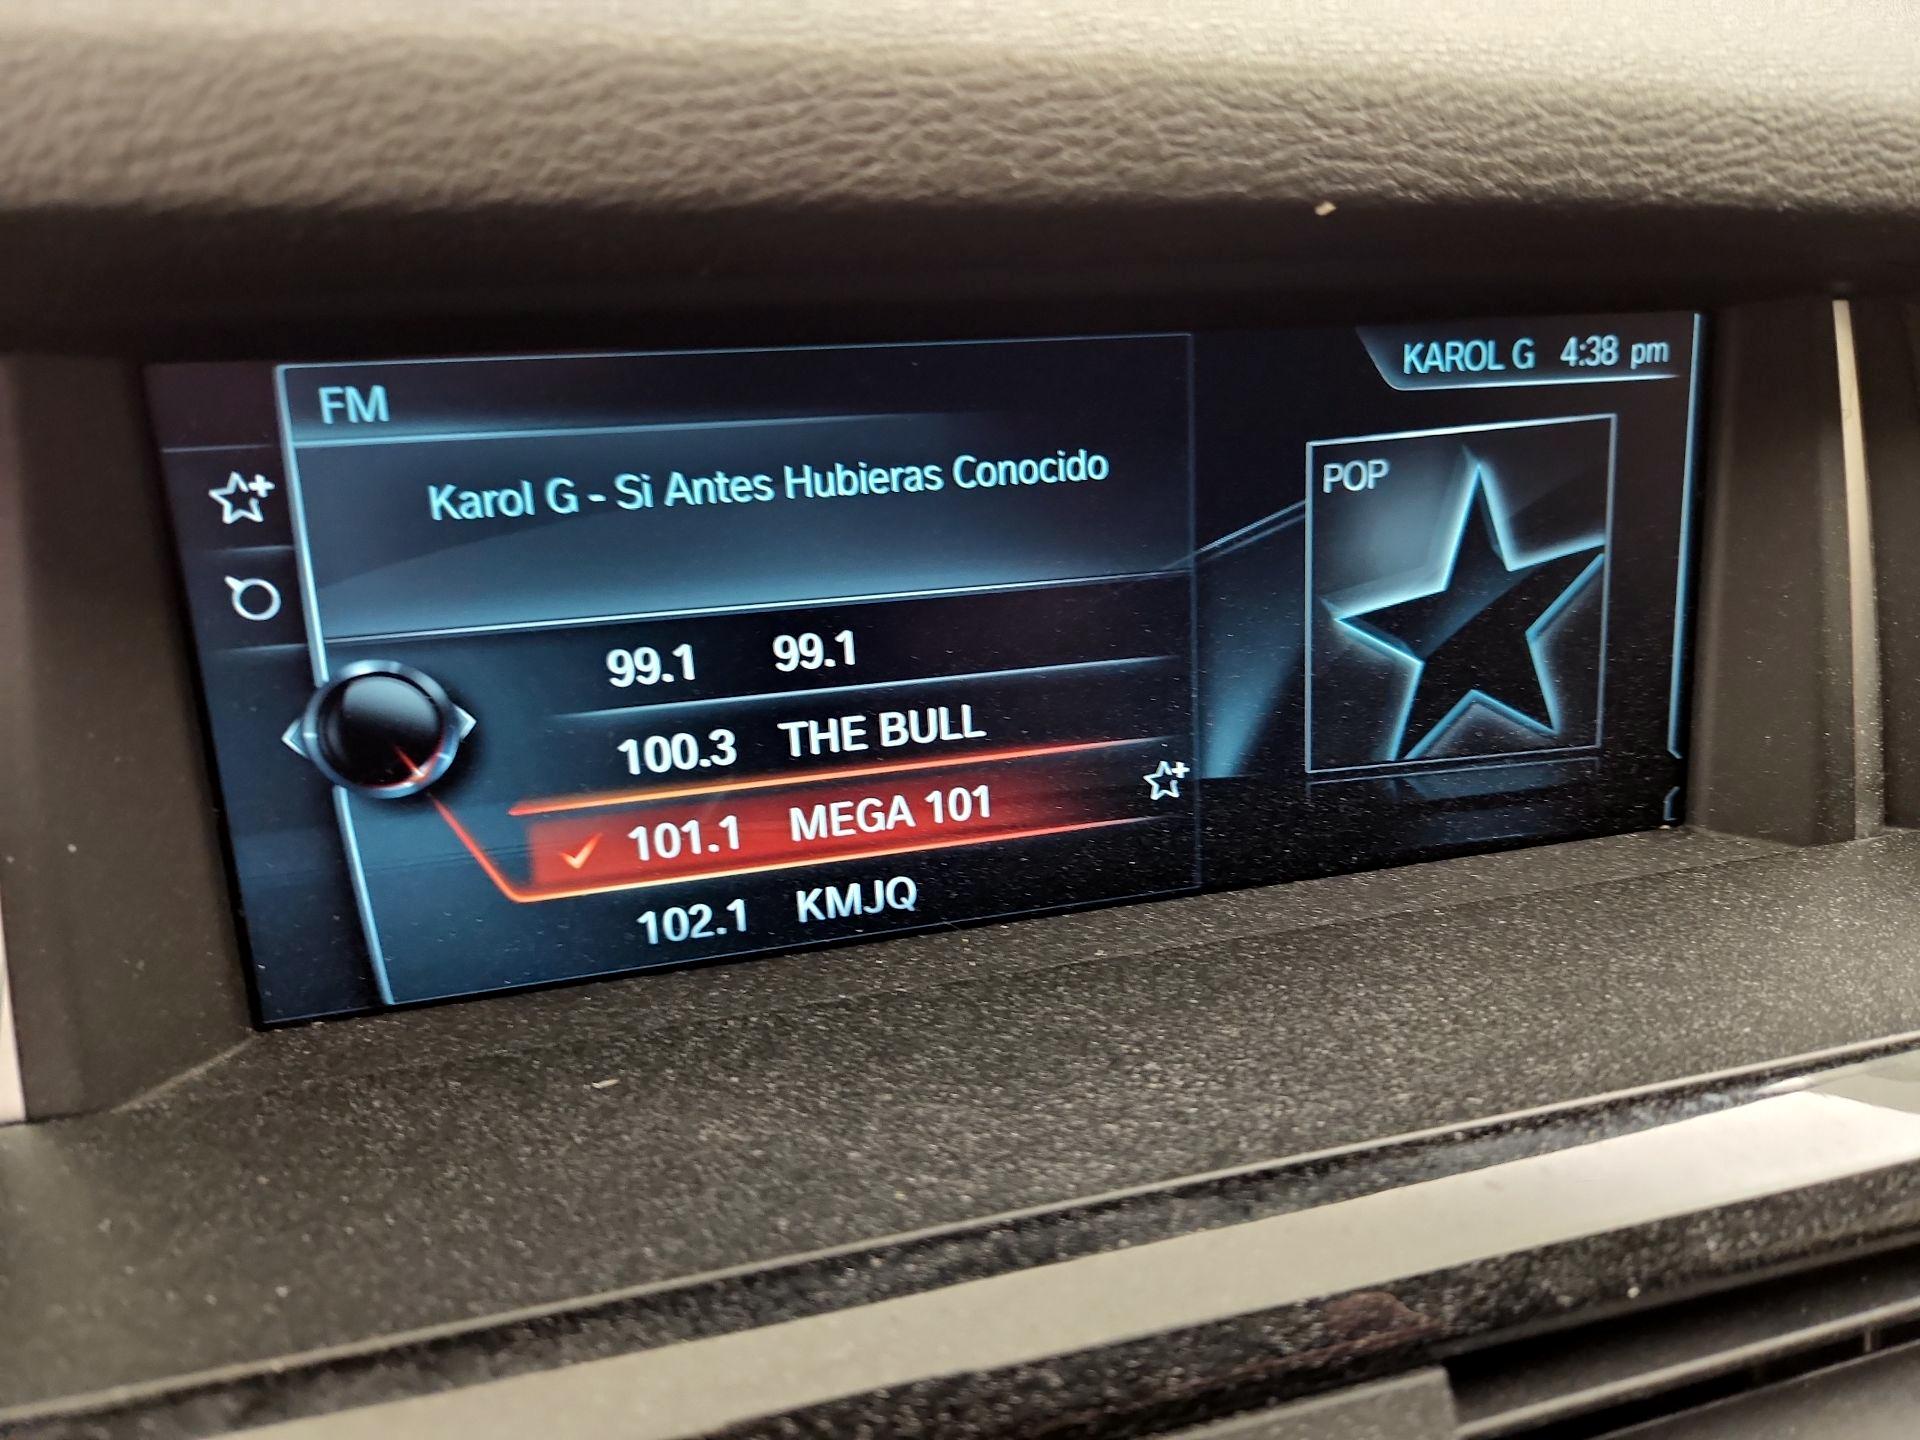 KAROL G 4:38 pm
FM
Karol G - Si Antes Hubieras Conocido
POP
99.1 99.1
100.3 THE BULL
101.1 MEGA 101
102.1 KMJQ